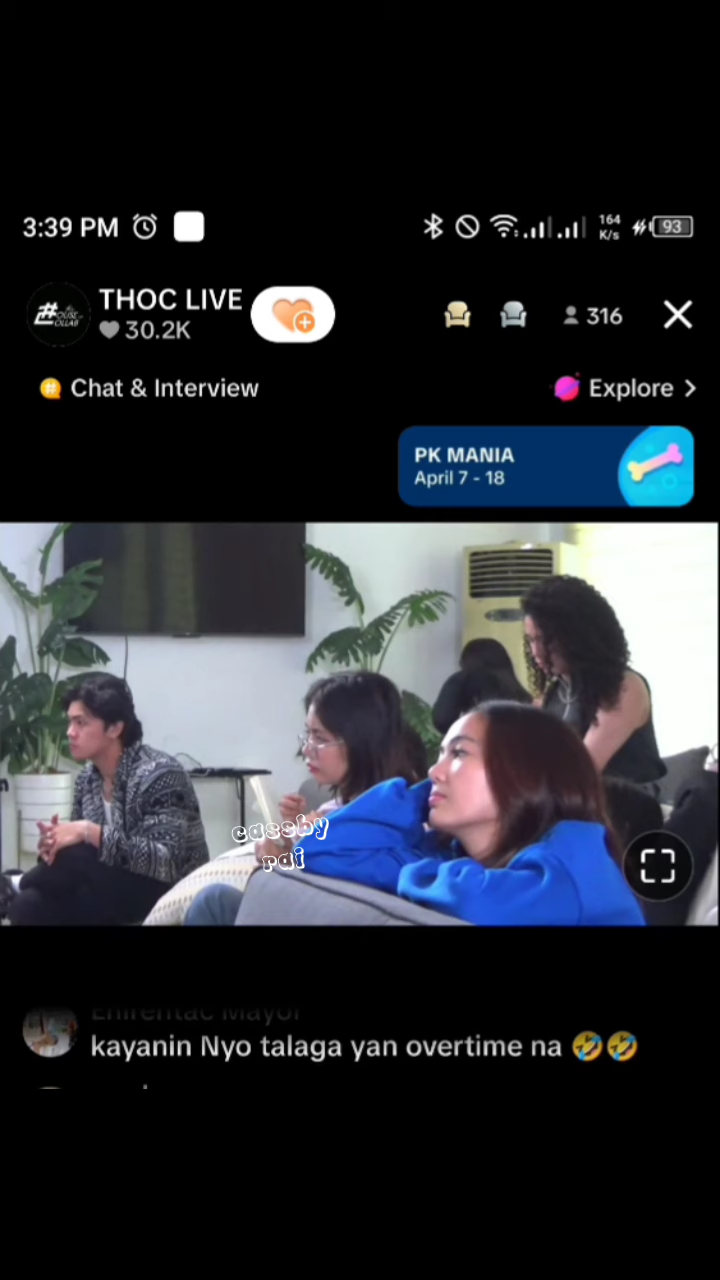 3:39 PM
164
K/s
93
THOC LIVE
30.2K
316
# Chat & Interview
Explore >
PK MANIA
April 7 - 18
cassby
rai
kayanin Nyo talaga yan overtime na 🤣🤣